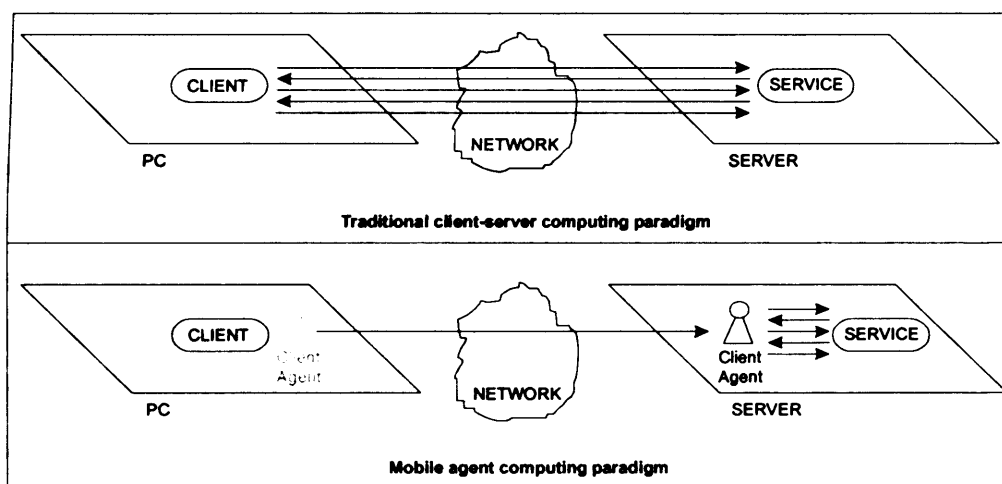 CLIENT
SERVICE
NETWORK
PC
SERVER
Traditional client-server computing paradigm
CLIENT
Client
Agent
NETWORK
Client
Agent
SERVICE
PC
SERVER
Mobile agent computing paradigm